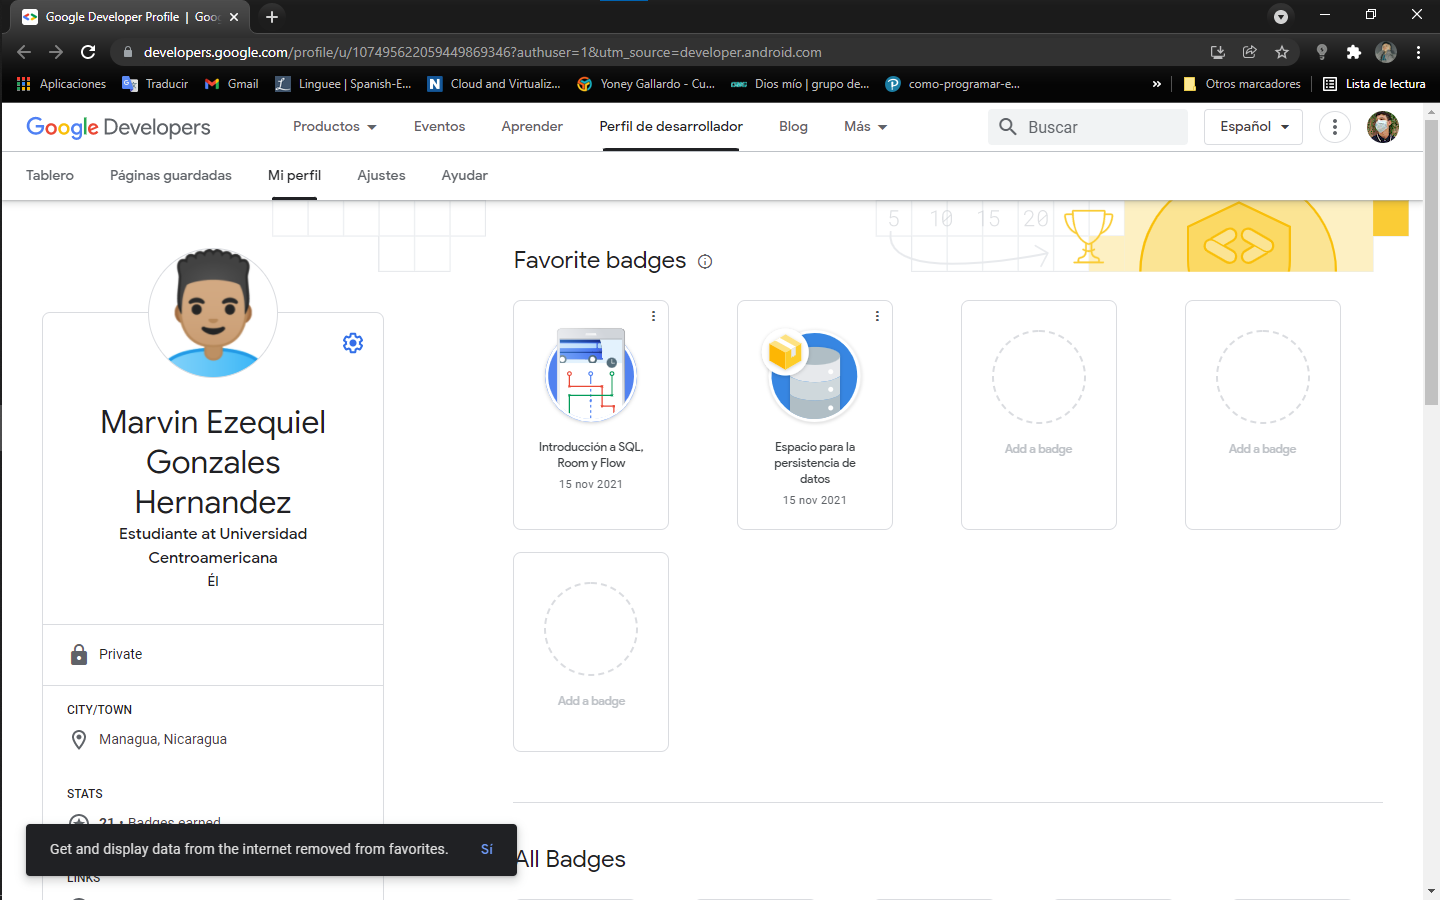 Google Developer Profile | Goo
developers.google.com/profile/u/107495622059449869346?authuser=1&utm_source=developer.android.com
Aplicaciones
Traducir
Gmail
Linguee | Spanish-E...
Cloud and Virtualiz...
Yoney Gallardo - Cu...
Dios mío | grupo de...
como-programar-e...
»
Otros marcadores
Lista de lectura
Google Developers
Productos
Eventos
Aprender
Perfil de desarrollador
Blog
Más
Buscar
Español
Tablero
Páginas guardadas
Mi perfil
Ajustes
Ayudar
5 10 15 20
Marvin Ezequiel
Gonzales
Hernandez
Estudiante at Universidad
Centroamericana
Él
Private
CITY/TOWN
Managua, Nicaragua
STATS
21 • Badges earned
LINKS
Get and display data from the internet removed from favorites.
Sí
Favorite badges
Introducción a SQL,
Room y Flow
15 nov 2021
Espacio para la
persistencia de
datos
15 nov 2021
Add a badge
Add a badge
Add a badge
All Badges